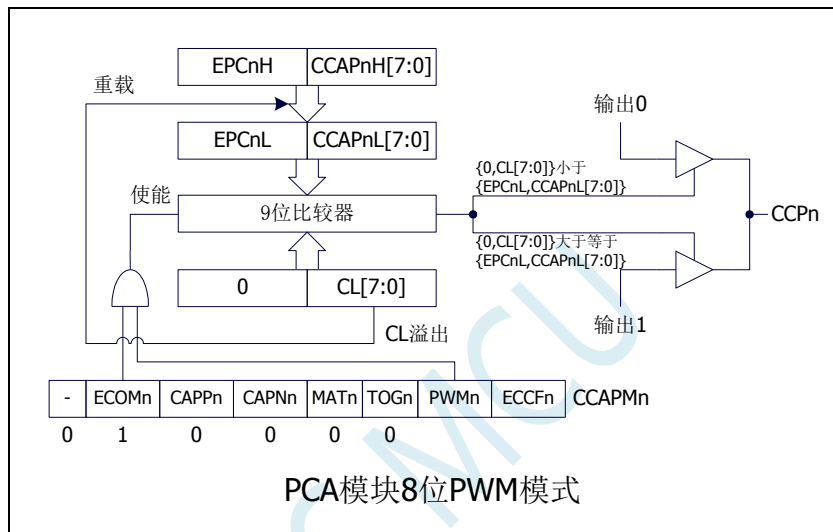 EPCnH CCAPnH[7:0]
重载
输出0
EPCnL CCAPnL[7:0]
{0,CL[7:0]}小于
{EPCnL,CCAPnL[7:0]}
使能
9位比较器
CCPn
{0,CL[7:0]}大于等于
{EPCnL,CCAPnL[7:0]}
0 CL[7:0]
输出1
CL溢出
- ECOMn CAPPn CAPNn MATn TOGn PWMn ECCFn CCAPMn
0 1 0 0 0 0
PCA模块8位PWM模式
C MCU